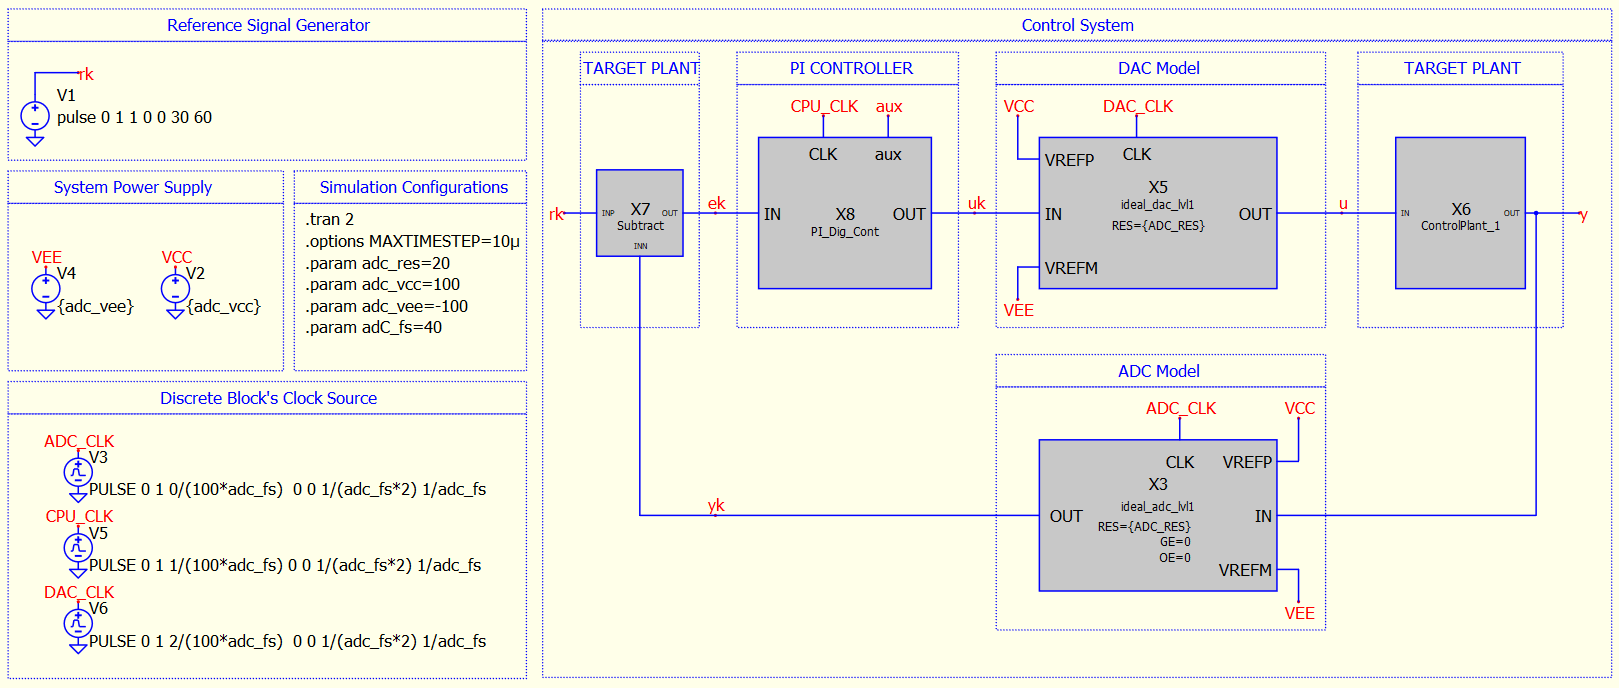 Reference Signal Generator
rk
V1
pulse 0 1 1 0 0 30 60
System Power Supply
VEE
V4
{adc_vee}
VCC
V2
{adc_vcc}
Simulation Configurations
.tran 2
.options MAXTIMESTEP=10µ
.param adc_res=20
.param adc_vcc=100
.param adc_vee=-100
.param adC_fs=40
Discrete Block's Clock Source
ADC_CLK
V3
PULSE 0 1 0/(100*adc_fs)  0 0 1/(adc_fs*2) 1/adc_fs
CPU_CLK
V5
PULSE 0 1 1/(100*adc_fs) 0 0 1/(adc_fs*2) 1/adc_fs
DAC_CLK
V6
PULSE 0 1 2/(100*adc_fs)  0 0 1/(adc_fs*2) 1/adc_fs
Control System
TARGET PLANT
rk
INP
X7
OUT
Subtract
INN
ek
PI CONTROLLER
CPU_CLK
aux
CLK
aux
IN
X8
OUT
PI_Dig_Cont
uk
DAC Model
VCC
DAC_CLK
VREFP
CLK
X5
ideal_dac_lvl1
RES={ADC_RES}
IN
OUT
VREFM
VEE
u
TARGET PLANT
IN
X6
OUT
ControlPlant_1
y
ADC Model
ADC_CLK
VCC
CLK
VREFP
X3
ideal_adc_lvl1
RES={ADC_RES}
GE=0
OE=0
OUT
IN
VREFM
VEE
yk